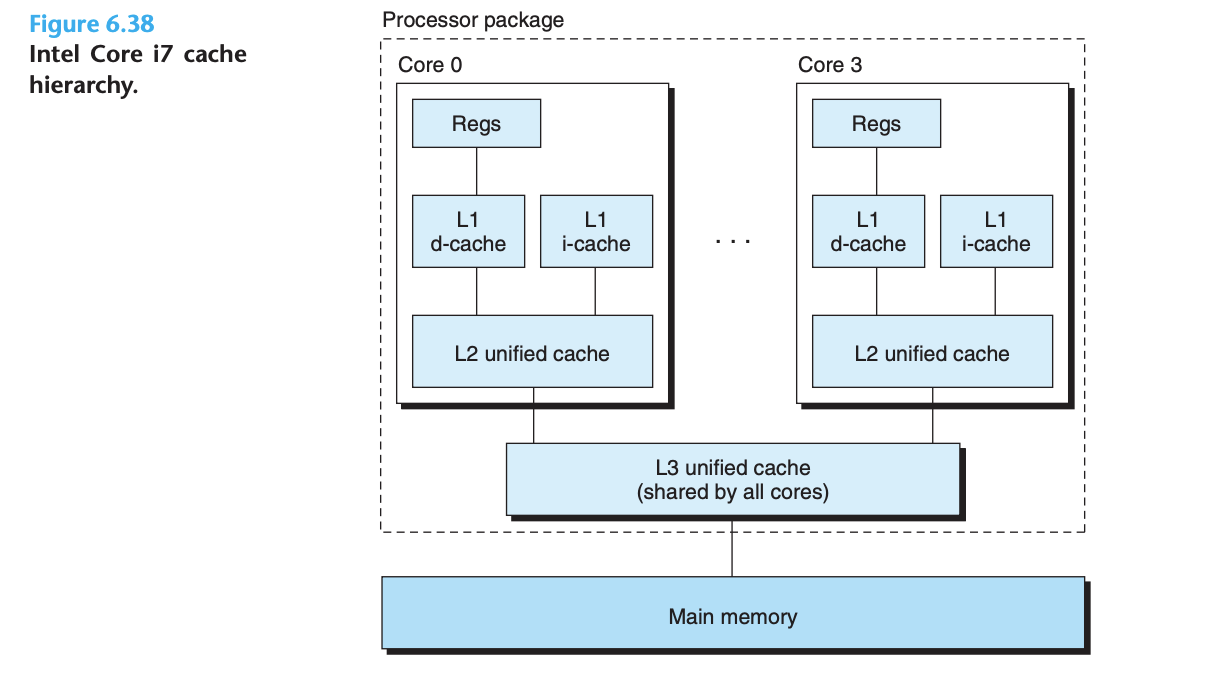 Figure 6.38
Intel Core i7 cache
hierarchy.
Processor package
Core 0
Core 3
Regs
Regs
L1
d-cache
L1
i-cache
. . .
L1
d-cache
L1
i-cache
L2 unified cache
L2 unified cache
L3 unified cache
(shared by all cores)
Main memory